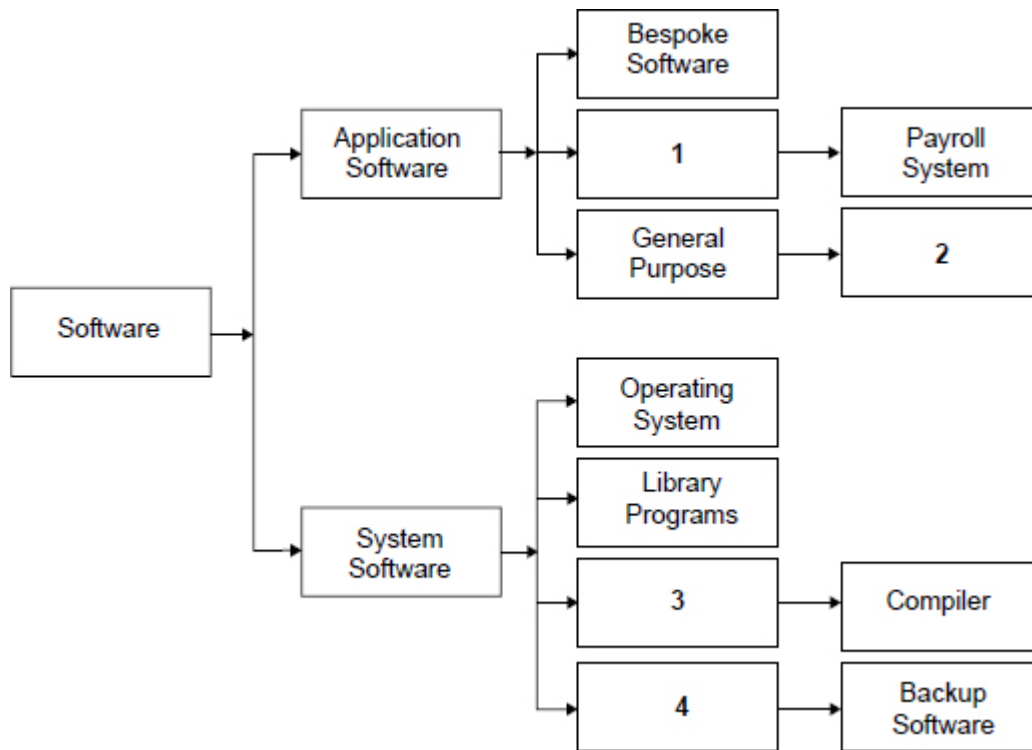 Bespoke
Software
Application
Software
1
Payroll
System
General
Purpose
2
Software
Operating
System
Library
Programs
System
Software
3
Compiler
4
Backup
Software